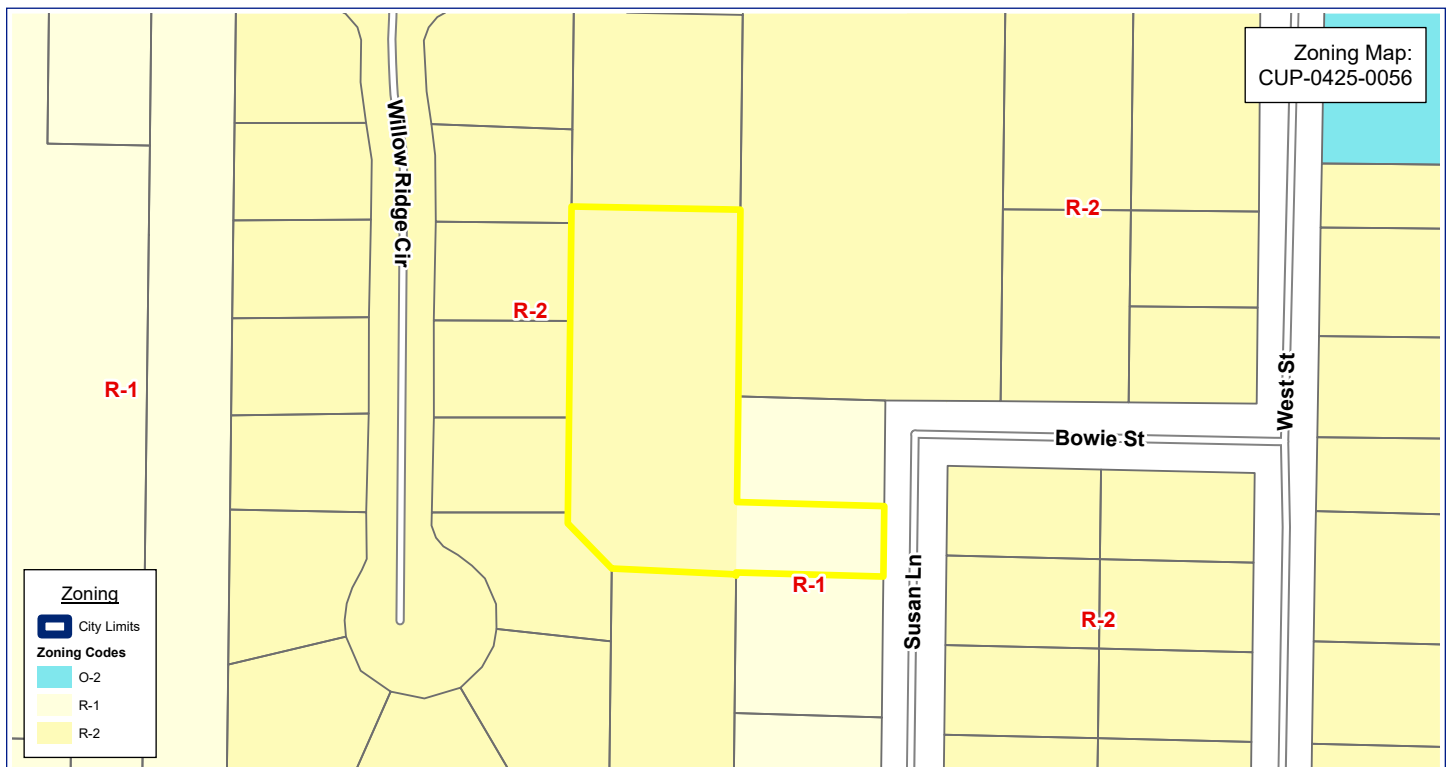 Zoning Map:
CUP-0425-0056
Willow Ridge Cir
R-2
R-2
R-1
West St
Bowie St
Susan Ln
R-1
R-2
Zoning
City Limits
Zoning Codes
O-2
R-1
R-2